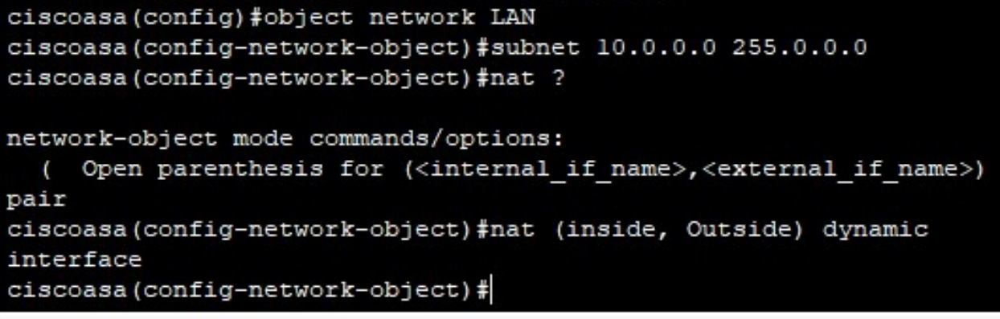 ciscoasa(config)#object network LAN
ciscoasa(config-network-object)#subnet 10.0.0.0 255.0.0.0
ciscoasa(config-network-object)#nat ?
network-object mode commands/options:
  (  Open parenthesis for (<internal_if_name>,<external_if_name>)
pair
ciscoasa(config-network-object)#nat (inside, Outside) dynamic
interface
ciscoasa(config-network-object)#